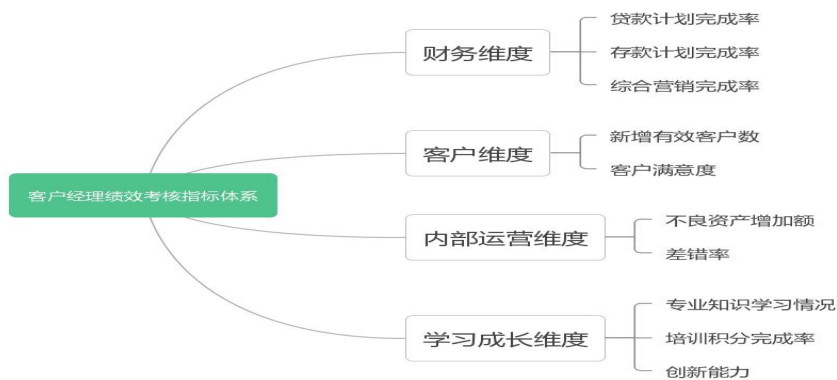 客户经理绩效考核指标体系
财务维度
贷款计划完成率
存款计划完成率
综合营销完成率
客户维度
新增有效客户数
客户满意度
内部运营维度
不良资产增加额
差错率
学习成长维度
专业知识学习情况
培训积分完成率
创新能力